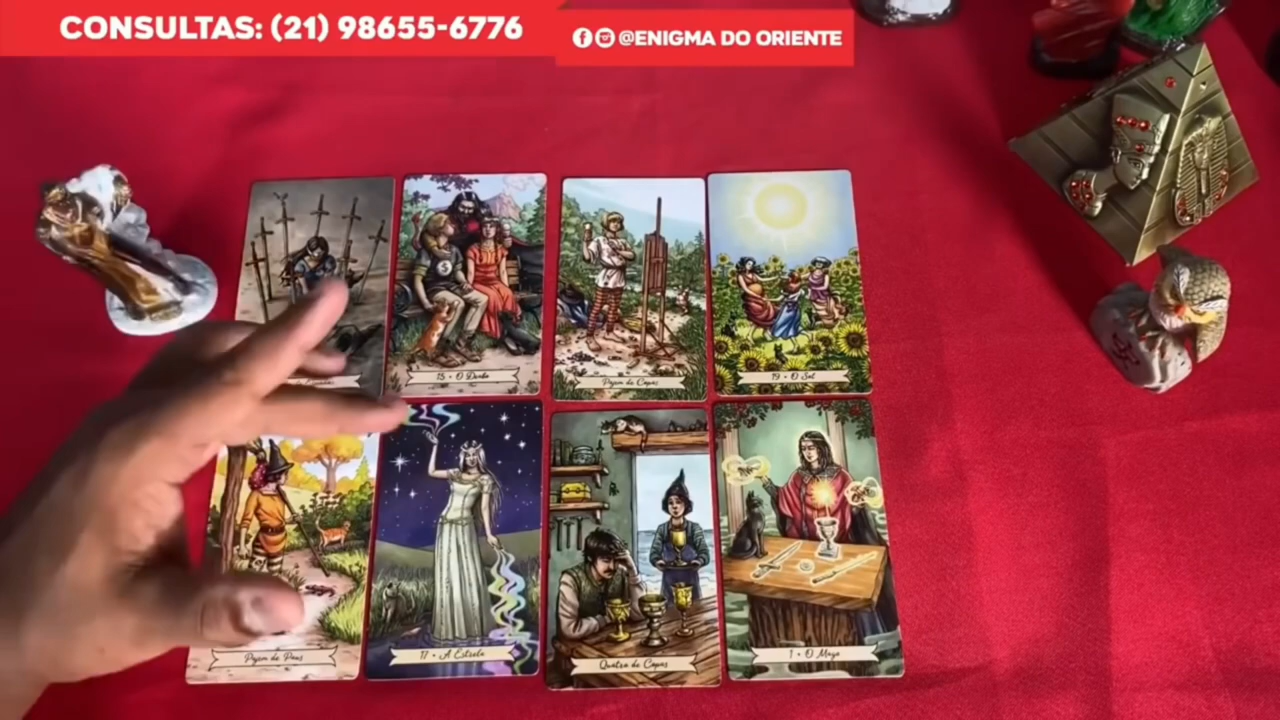 CONSULTAS: (21) 98655-6776
@ENIGMA DO ORIENTE
15 • O Diabo
Pajem de Copas
19 • O Sol
Pajem de Paus
17 • A Estrela
Quatro de Copas
1 • O Mago